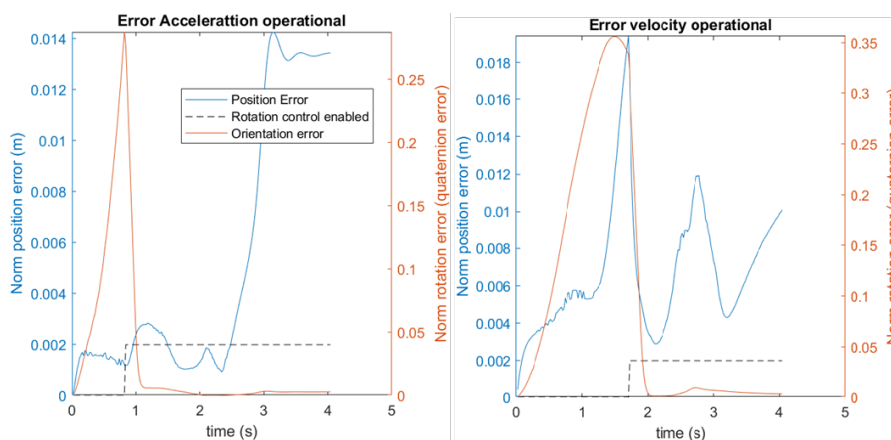 Error Accelerattion operational
0.014
0.012
0.01
0.008
0.006
0.004
0.002
0
Norm position error (m)
Position Error
Rotation control enabled
Orientation error
0.25
0.2
0.15
0.1
0.05
0
Norm rotation error (quaternion error)
0 1 2 3 4 5
time (s)
Error velocity operational
0.018
0.016
0.014
0.012
0.01
0.008
0.006
0.004
0.002
0
Norm position error (m)
0.35
0.3
0.25
0.2
0.15
0.1
0.05
0
Norm rotation error (quaternion error)
0 1 2 3 4 5
time (s)